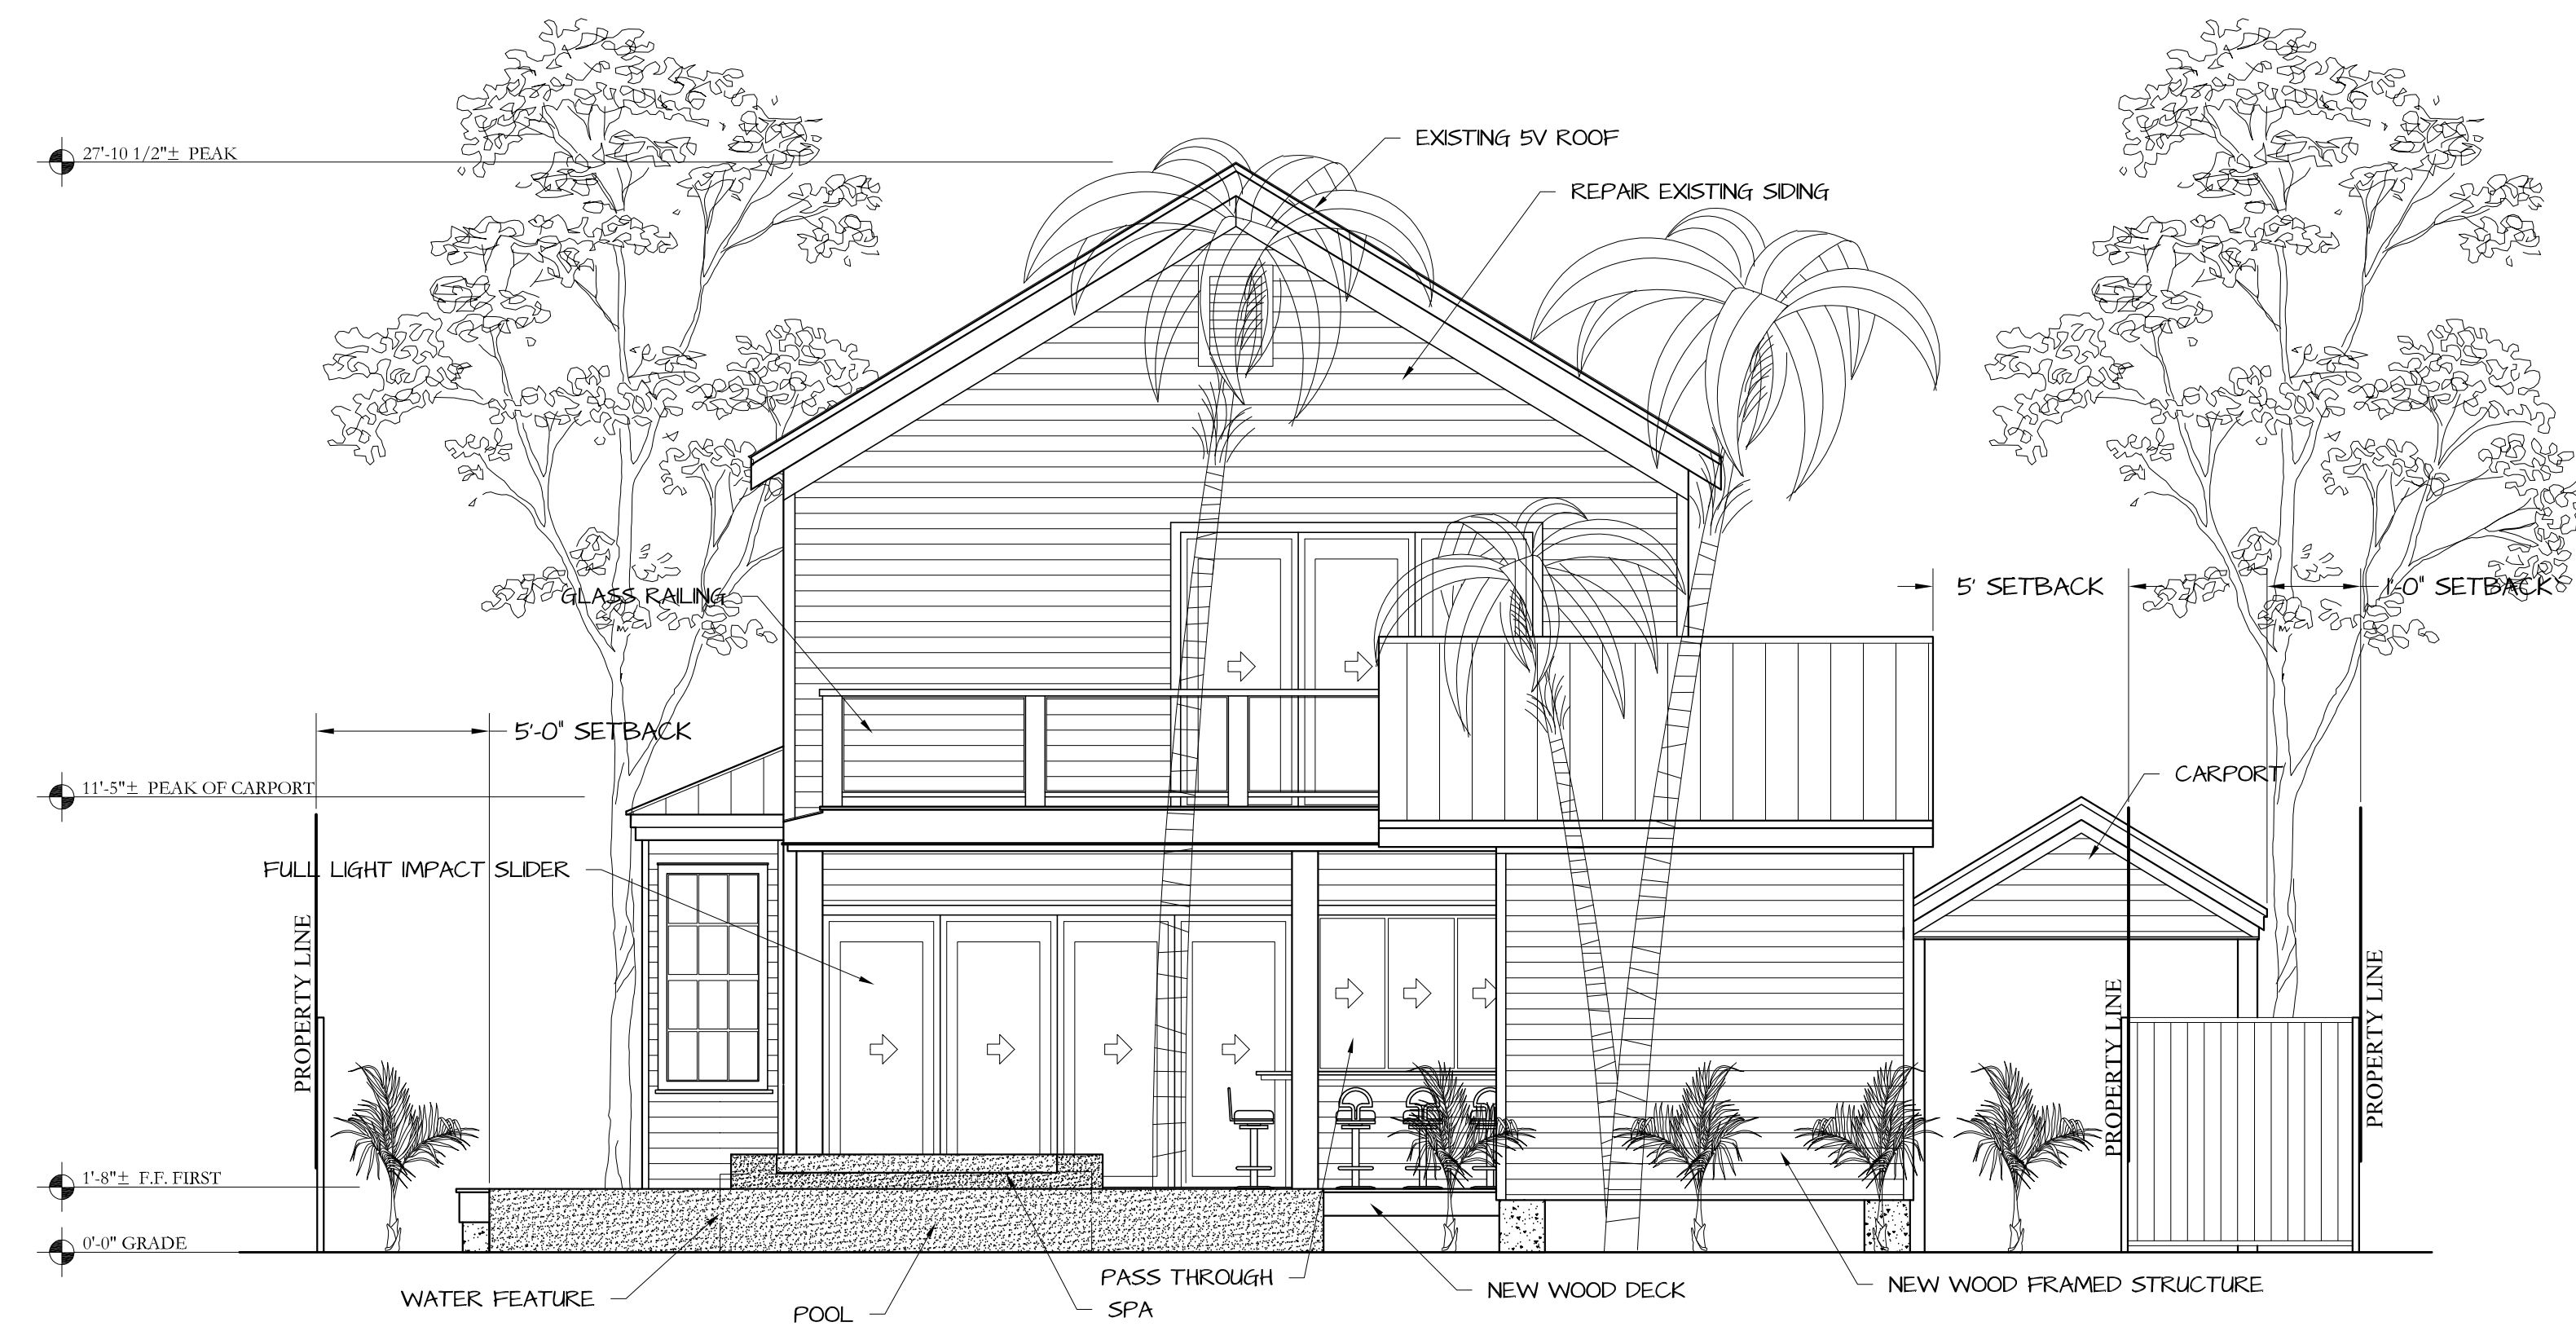 EXISTING 5V ROOF
27'-10 1/2"± PEAK
REPAIR EXISTING SIDING
GLASS RAILING
5' SETBACK
1'-0" SETBACK
5'-0" SETBACK
CARPORT
11'-5"± PEAK OF CARPORT
FULL LIGHT IMPACT SLIDER
PROPERTY LINE
PROPERTY LINE
PROPERTY LINE
1'-8"± F.F. FIRST
0'-0" GRADE
PASS THROUGH
NEW WOOD FRAMED STRUCTURE
NEW WOOD DECK
WATER FEATURE
SPA
POOL